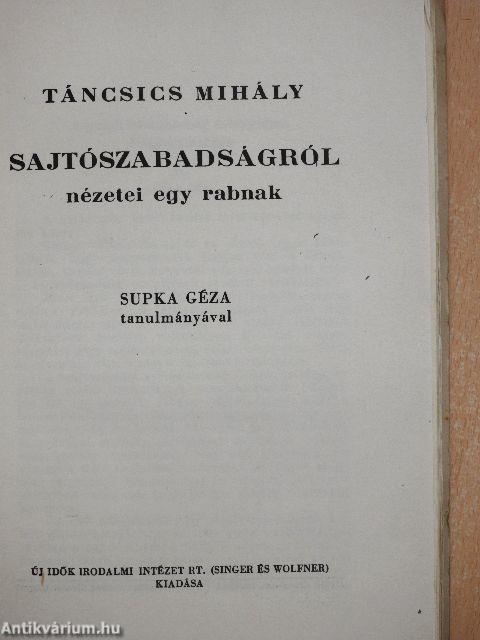 TÁNCSICS MIHÁLY
SAJTÓSZABADSÁGRÓL
nézetei egy rabnak
SUPKA GÉZA
tanulmányával
ÚJ IDŐK IRODALMI INTÉZET RT. (SINGER ÉS WOLFNER)
KIADÁSA
Antikvárium.hu